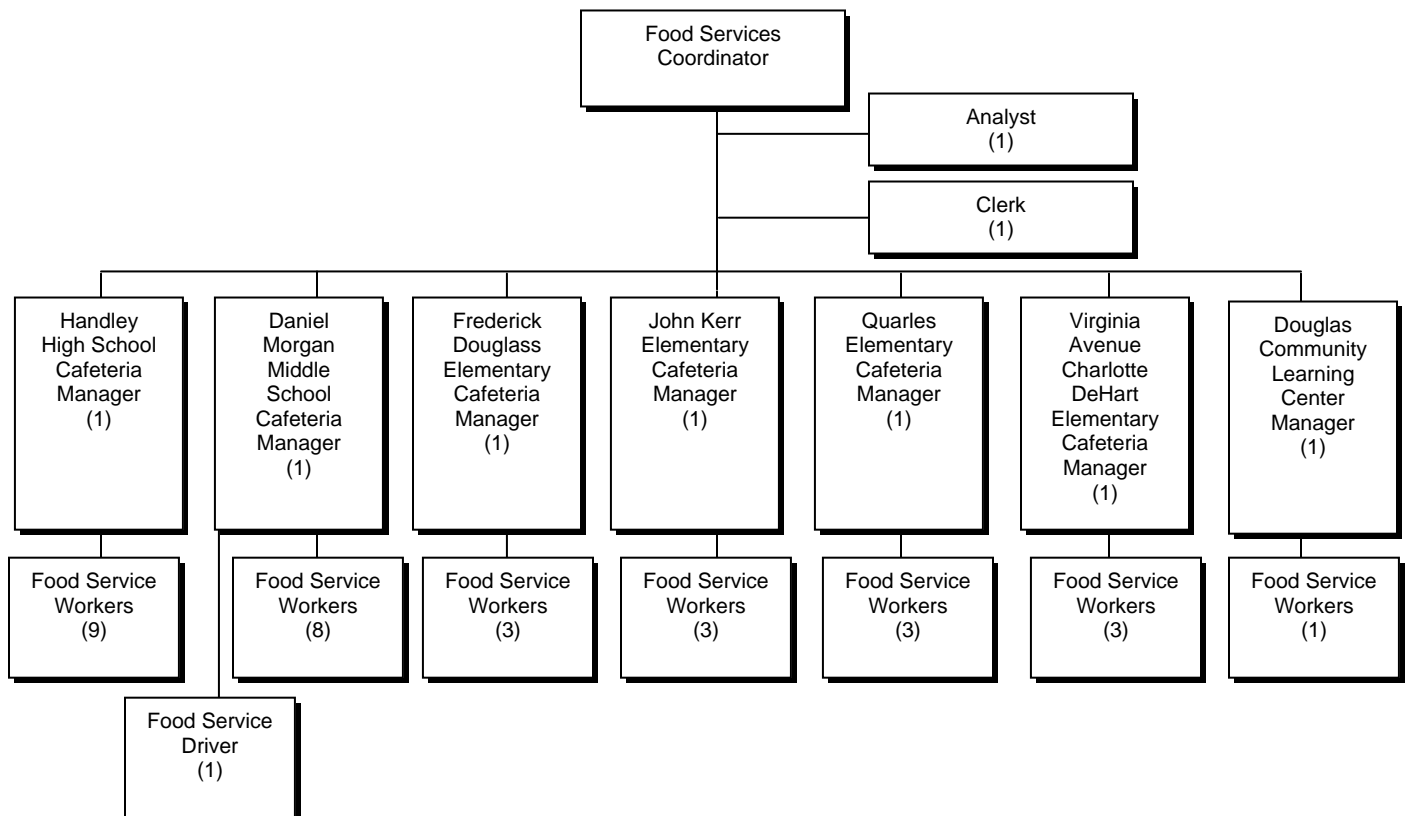 Food Services
Coordinator
Analyst
(1)
Clerk
(1)
Handley
High School
Cafeteria
Manager
(1)
Daniel
Morgan
Middle
School
Cafeteria
Manager
(1)
Frederick
Douglass
Elementary
Cafeteria
Manager
(1)
John Kerr
Elementary
Cafeteria
Manager
(1)
Quarles
Elementary
Cafeteria
Manager
(1)
Virginia
Avenue
Charlotte
DeHart
Elementary
Cafeteria
Manager
(1)
Douglas
Community
Learning
Center
Manager
(1)
Food Service
Workers
(9)
Food Service
Workers
(8)
Food Service
Workers
(3)
Food Service
Workers
(3)
Food Service
Workers
(3)
Food Service
Workers
(3)
Food Service
Workers
(1)
Food Service
Driver
(1)